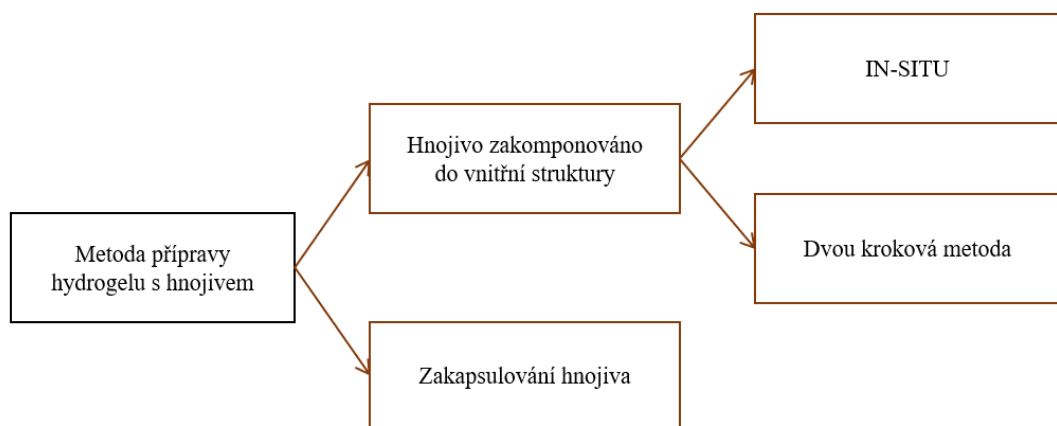 Metoda přípravy
hydrogelu s hnojivem
Hnojivo zakomponováno
do vnitřní struktury
Zakapsulování hnojiva
IN-SITU
Dvou kroková metoda